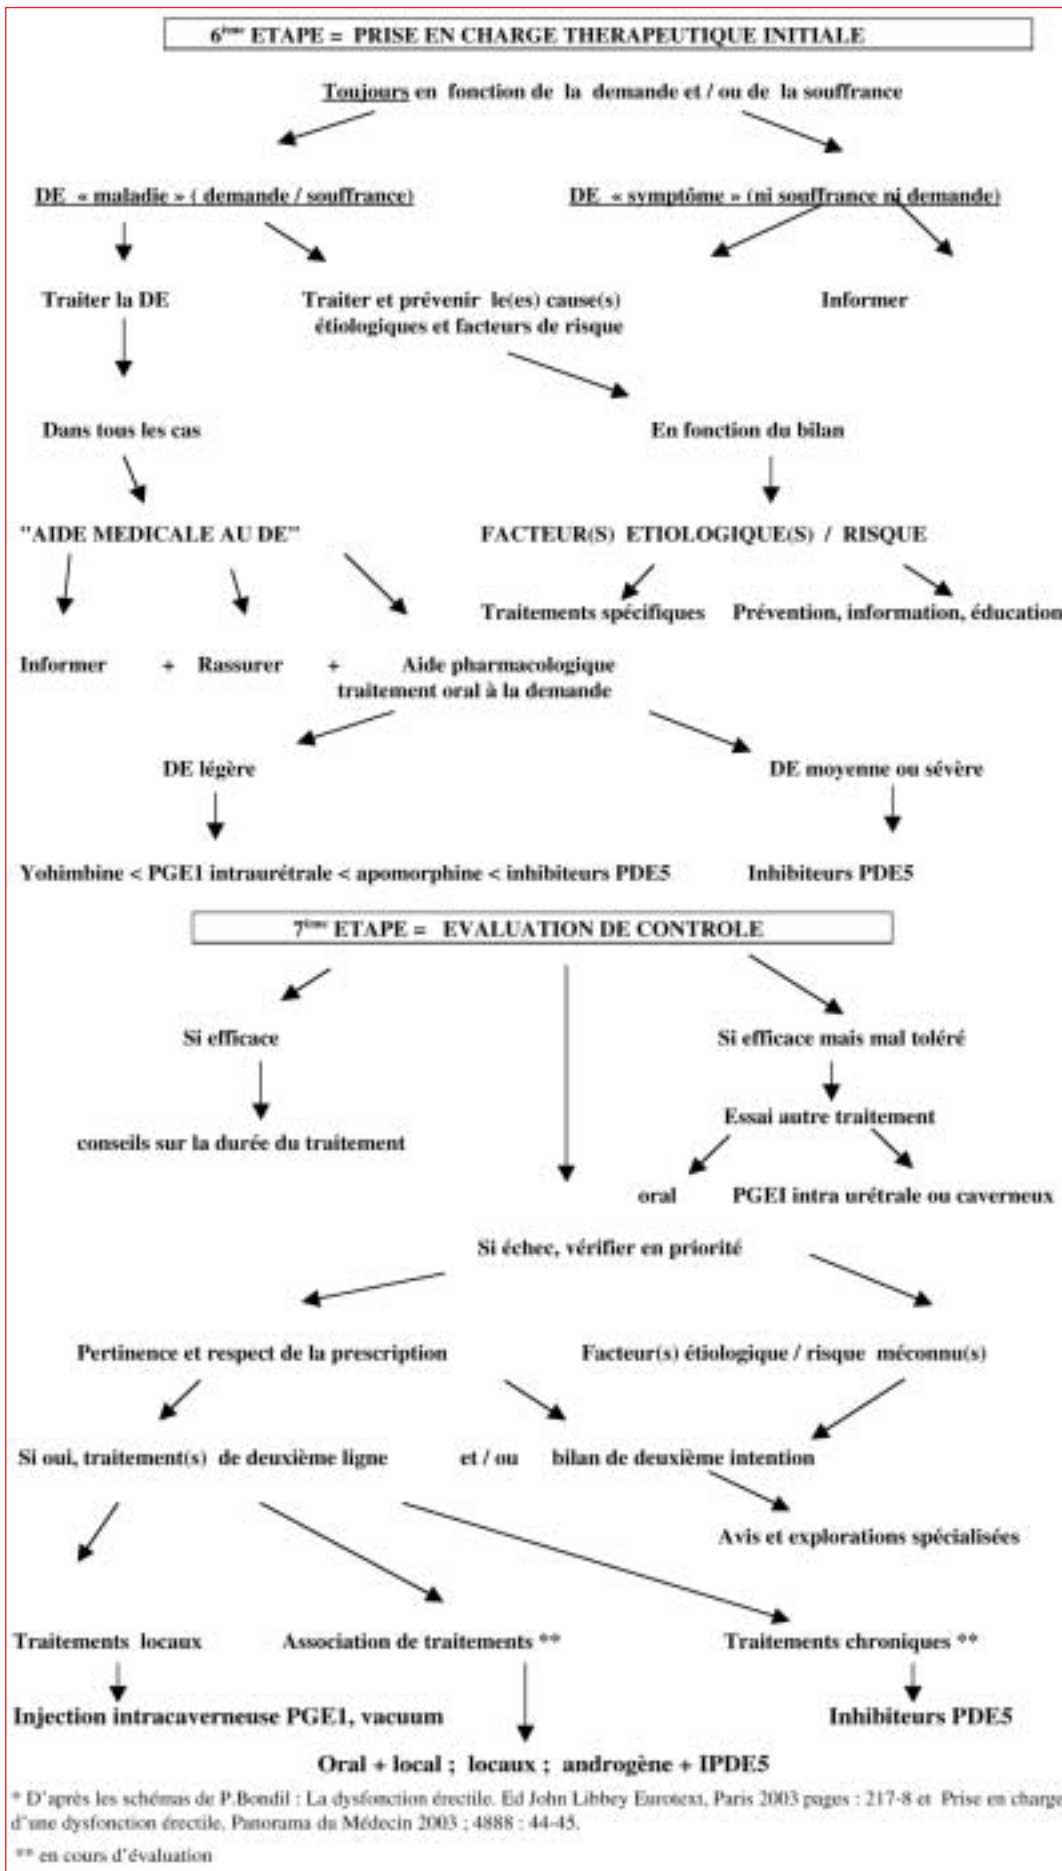 6ème ETAPE = PRISE EN CHARGE THERAPEUTIQUE INITIALE
Toujours en fonction de la demande et / ou de la souffrance
DE « maladie » ( demande / souffrance) DE « symptôme » (ni souffrance ni demande)
Traiter la DE Traiter et prévenir le(es) cause(s) Informer
étiologiques et facteurs de risque
Dans tous les cas En fonction du bilan
"AIDE MEDICALE AU DE" FACTEUR(S) ETIOLOGIQUE(S) / RISQUE
Traitements spécifiques Prévention, information, éducation
Informer + Rassurer + Aide pharmacologique
traitement oral à la demande
DE légère DE moyenne ou sévère
Yohimbine < PGE1 intraurétrale < apomorphine < inhibiteurs PDE5 Inhibiteurs PDE5
7ème ETAPE = EVALUATION DE CONTROLE
Si efficace Si efficace mais mal toléré
Essai autre traitement
conseils sur la durée du traitement
oral PGEI intra urétrale ou caverneux
Si échec, vérifier en priorité
Pertinence et respect de la prescription Facteur(s) étiologique / risque méconnu(s)
Si oui, traitement(s) de deuxième ligne et / ou bilan de deuxième intention
Avis et explorations spécialisées
Traitements locaux Association de traitements ** Traitements chroniques **
Injection intracaverneuse PGE1, vacuum Inhibiteurs PDE5
Oral + local ; locaux ; androgène + IPDE5
* D'après les schémas de P.Bondil : La dysfonction érectile. Ed John Libbey Eurotext, Paris 2003 pages : 217-8 et Prise en charge
d'une dysfonction érectile. Panorama du Médecin 2003 ; 4888 : 44-45.
** en cours d'évaluation